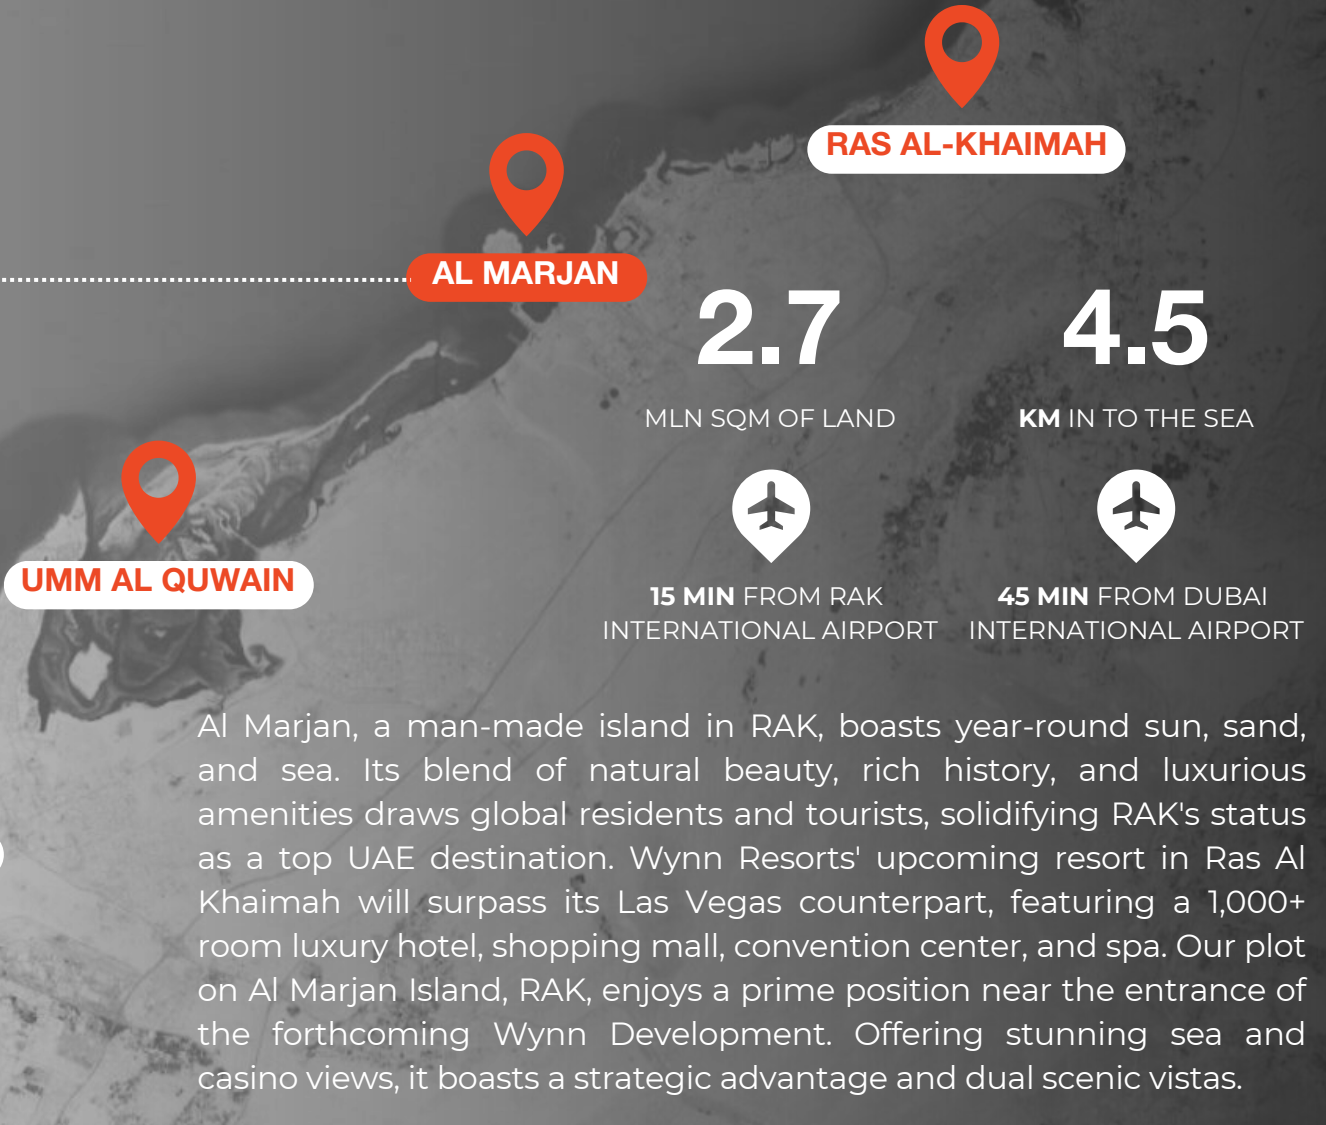 RAS AL-KHAIMAH
AL MARJAN
2.7
MLN SQM OF LAND
4.5
KM IN TO THE SEA
UMM AL QUWAIN
15 MIN FROM RAK
INTERNATIONAL AIRPORT
45 MIN FROM DUBAI
INTERNATIONAL AIRPORT
Al Marjan, a man-made island in RAK, boasts year-round sun, sand,
and sea. Its blend of natural beauty, rich history, and luxurious
amenities draws global residents and tourists, solidifying RAK's status
as a top UAE destination. Wynn Resorts' upcoming resort in Ras Al
Khaimah will surpass its Las Vegas counterpart, featuring a 1,000+
room luxury hotel, shopping mall, convention center, and spa. Our plot
on Al Marjan Island, RAK, enjoys a prime position near the entrance of
the forthcoming Wynn Development. Offering stunning sea and
casino views, it boasts a strategic advantage and dual scenic vistas.